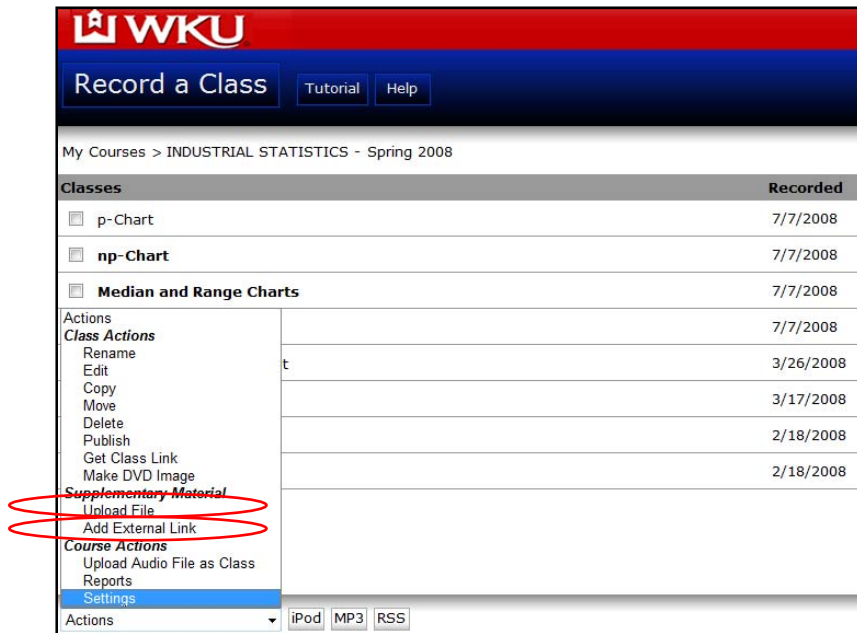 WKU
Record a Class Tutorial Help
My Courses > INDUSTRIAL STATISTICS - Spring 2008
Classes Recorded
p-Chart 7/7/2008
np-Chart 7/7/2008
Median and Range Charts 7/7/2008
Actions
7/7/2008
Class Actions
Rename
t 3/26/2008
Edit
Copy
Move 3/17/2008
Delete
Publish 2/18/2008
Get Class Link
Make DVD Image 2/18/2008
Supplementary Material
Upload File
Add External Link
Course Actions
Upload Audio File as Class
Reports
Settings
Actions iPod MP3 RSS